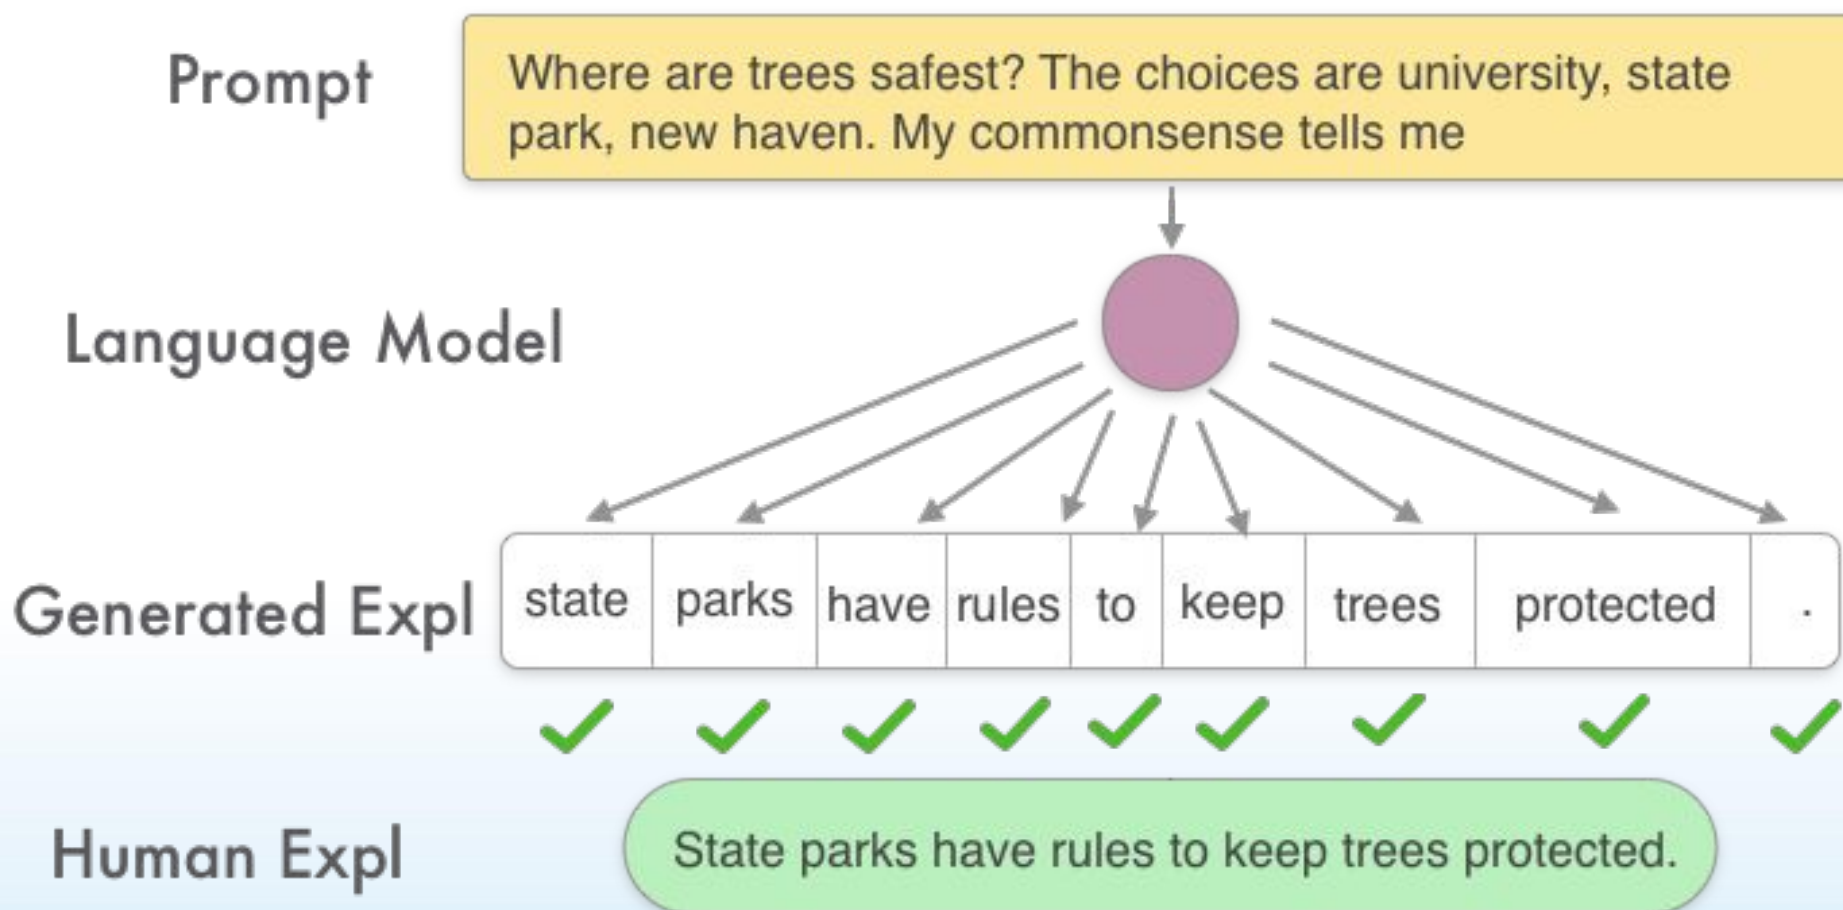 Prompt
Where are trees safest? The choices are university, state
park, new haven. My commonsense tells me
Language Model
Generated Expl
state parks have rules to keep trees protected .
Human Expl
State parks have rules to keep trees protected.